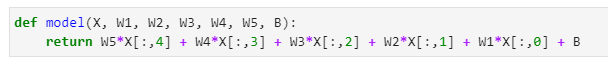 def model(X, W1, W2, W3, W4, W5, B):
    return W5*X[:,4] + W4*X[:,3] + W3*X[:,2] + W2*X[:,1] + W1*X[:,0] + B